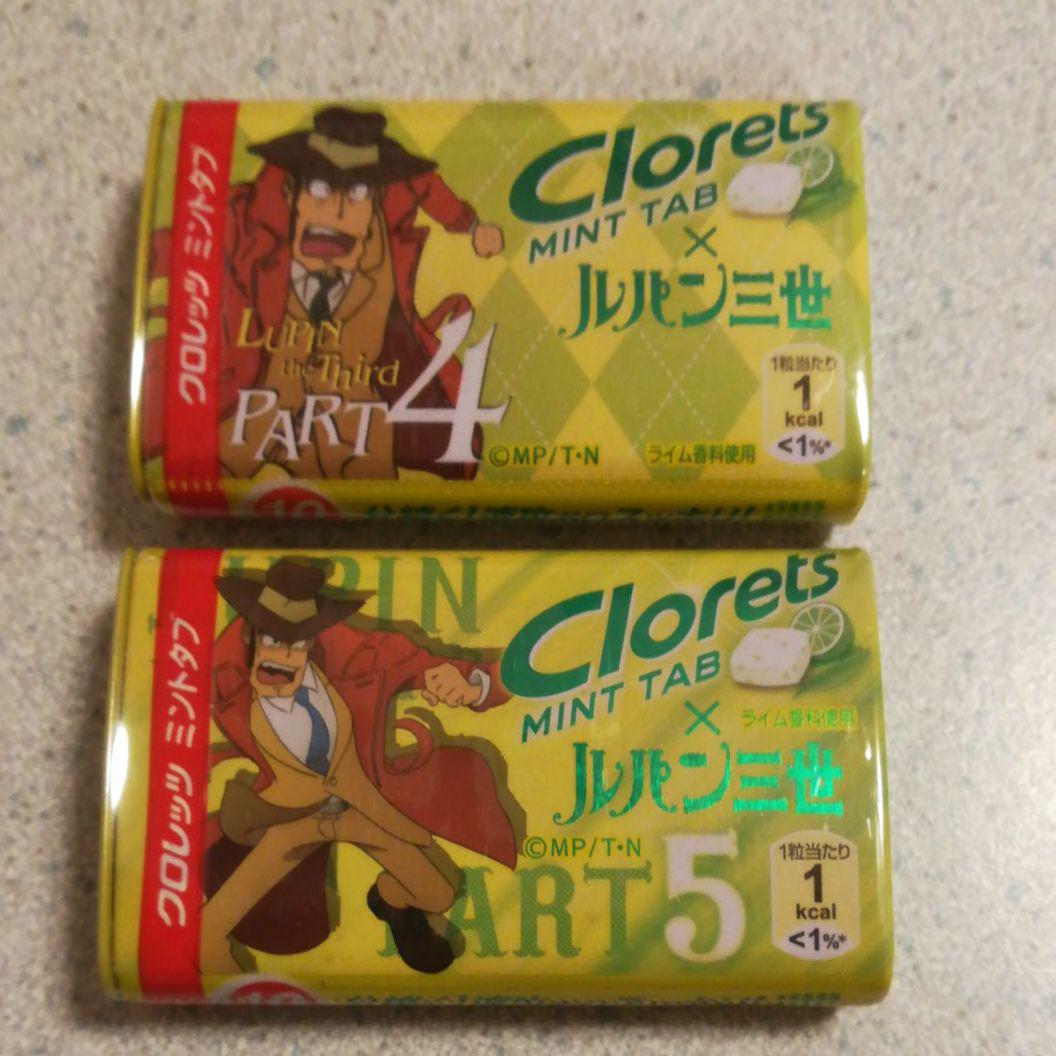 クロレッツ ミントタブ
Clorets
MINT TAB
×
ルパン三世
LUPIN
the Third
PART 4
©MP/T・N
ライム香料使用
1粒当たり
1
kcal
<1%*
クロレッツ ミントタブ
LUPIN
Clorets
MINT TAB
×
ライム香料使用
ルパン三世
©MP/T・N
PART 5
1粒当たり
1
kcal
<1%*